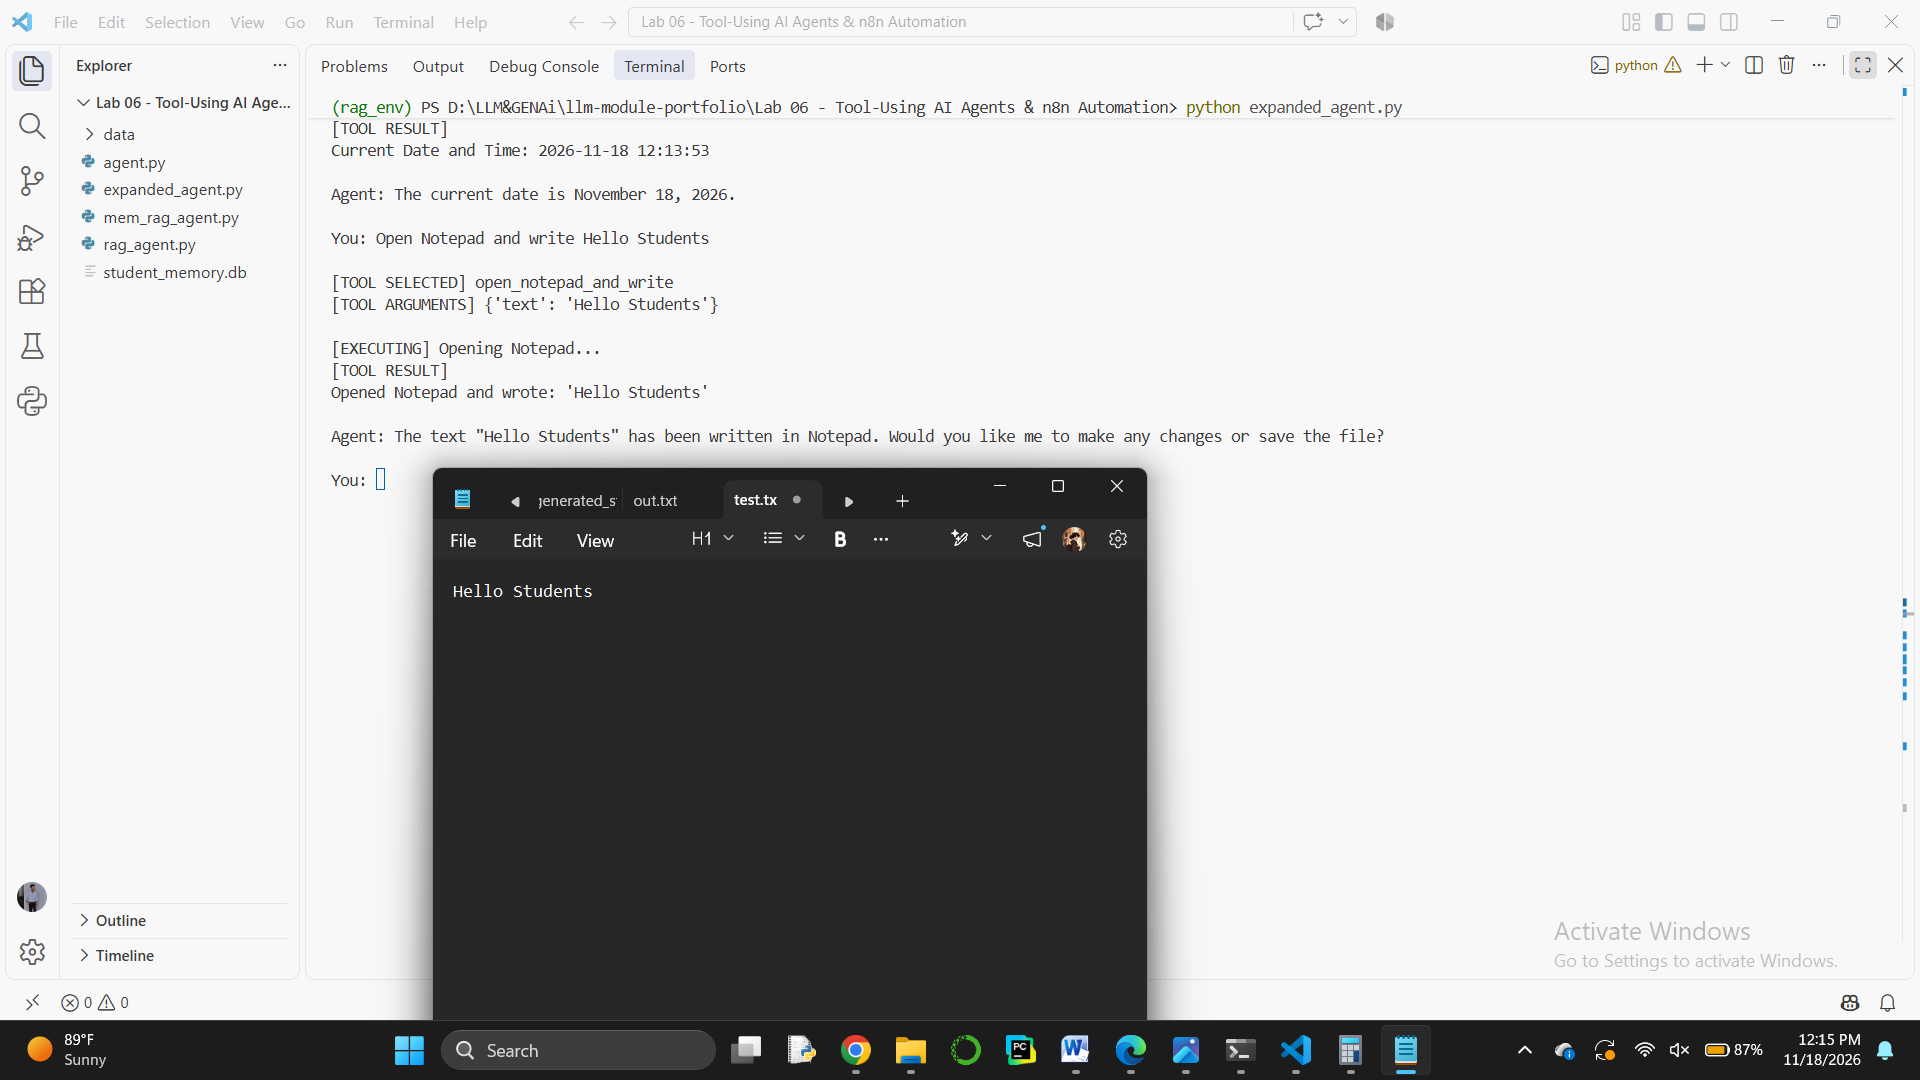 File Edit Selection View Go Run Terminal Help
Lab 06 - Tool-Using AI Agents & n8n Automation
Explorer
Lab 06 - Tool-Using AI Age...
data
agent.py
expanded_agent.py
mem_rag_agent.py
rag_agent.py
student_memory.db
Outline
Timeline
Problems Output Debug Console Terminal Ports
python
(rag_env) PS D:\LLM&GENAi\llm-module-portfolio\Lab 06 - Tool-Using AI Agents & n8n Automation> python expanded_agent.py
[TOOL RESULT]
Current Date and Time: 2026-11-18 12:13:53
Agent: The current date is November 18, 2026.
You: Open Notepad and write Hello Students
[TOOL SELECTED] open_notepad_and_write
[TOOL ARGUMENTS] {'text': 'Hello Students'}
[EXECUTING] Opening Notepad...
[TOOL RESULT]
Opened Notepad and wrote: 'Hello Students'
Agent: The text "Hello Students" has been written in Notepad. Would you like me to make any changes or save the file?
You:
generated_s out.txt test.tx
File Edit View H1 B
Hello Students
Activate Windows
Go to Settings to activate Windows.
0 0
89°F
Sunny
Search
PC
87%
12:15 PM
11/18/2026